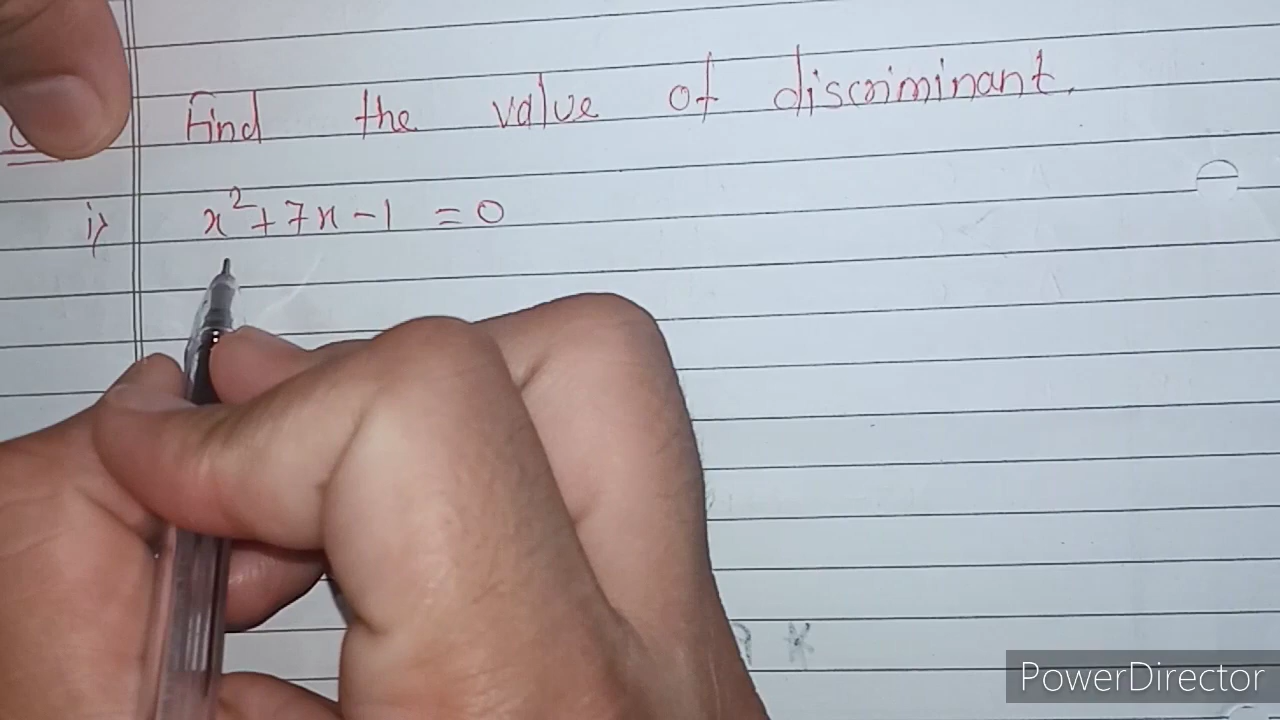 Find the value of discriminant.
i) x²+7x-1 = 0
K
PowerDirector